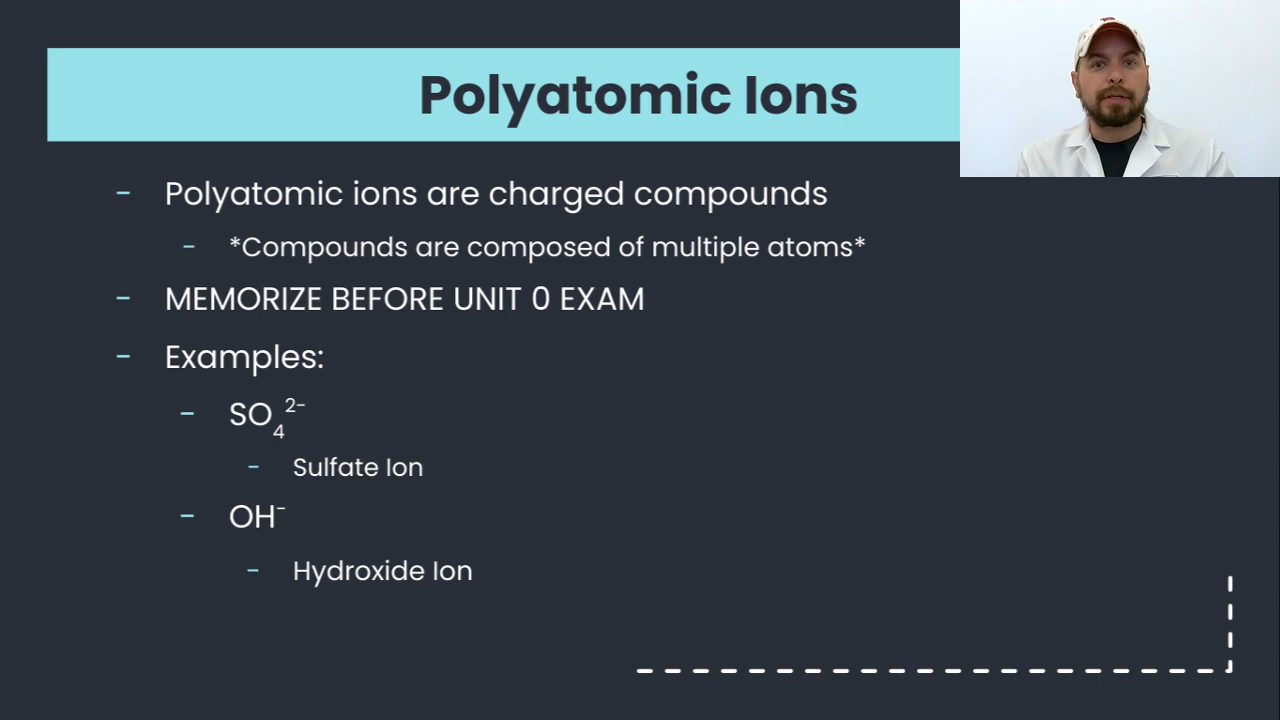 Polyatomic Ions
- Polyatomic ions are charged compounds
- *Compounds are composed of multiple atoms*
- MEMORIZE BEFORE UNIT 0 EXAM
- Examples:
- SO₄²⁻
- Sulfate Ion
- OH⁻
- Hydroxide Ion